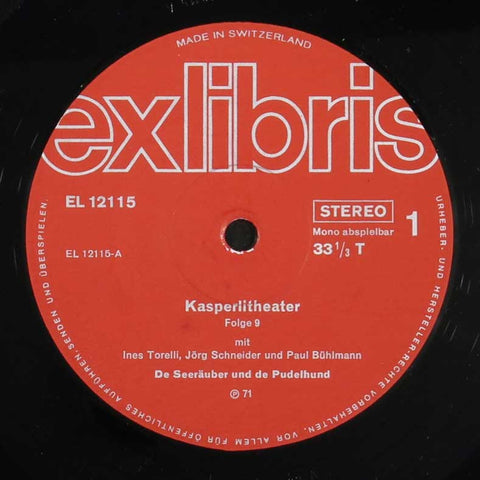 MADE IN SWITZERLAND
exlibris
EL 12115
STEREO
1
Mono abspielbar
33 1/3 T
EL 12115-A
Kasperlitheater
Folge 9
mit
Ines Torelli, Jörg Schneider und Paul Bühlmann
De Seeräuber und de Pudelhund
℗ 71
URHEBER- UND HERSTELLER-RECHTE VORBEHALTEN. VOR ALLEM FÜR ÖFFENTLICHES AUFFÜHREN, SENDEN UND ÜBERSPIELEN.